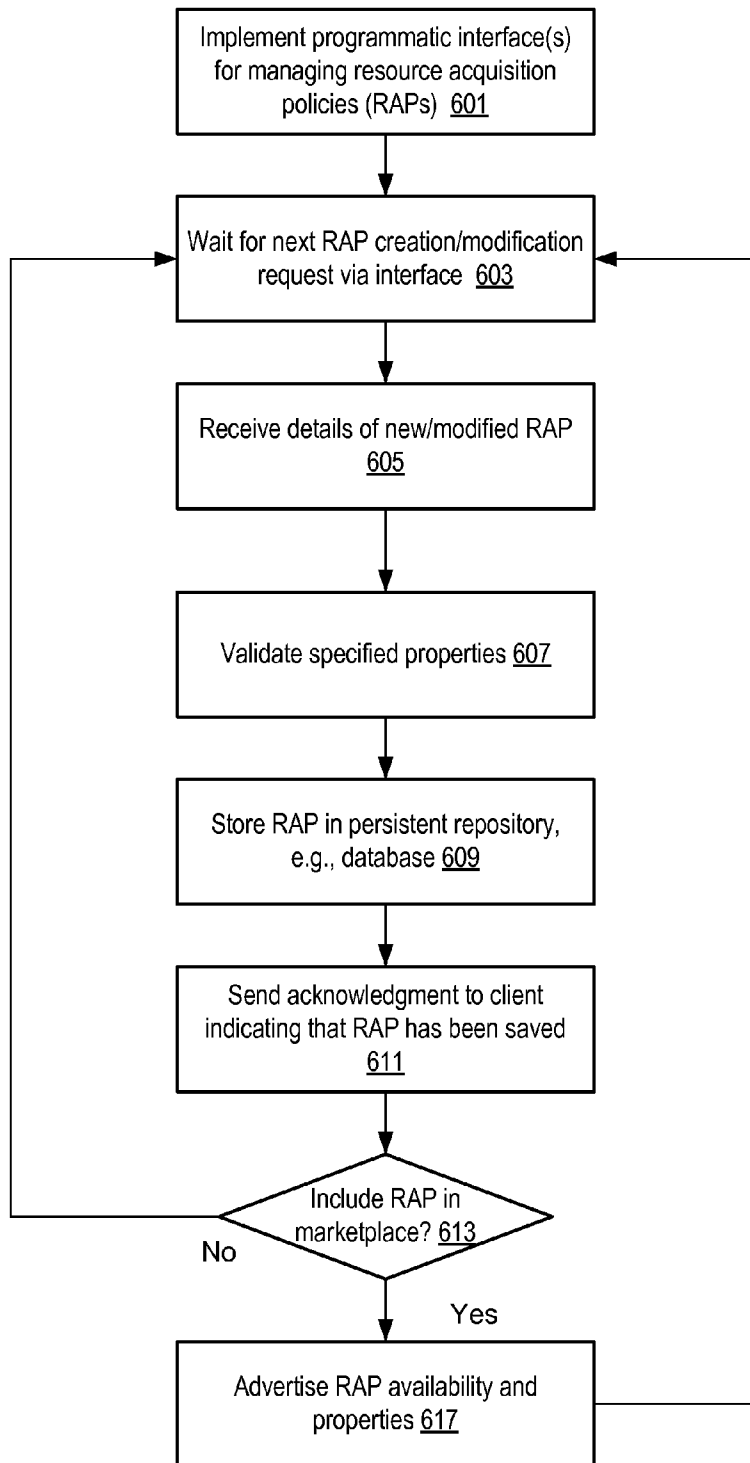 Implement programmatic interface(s)
for managing resource acquisition
policies (RAPs) 601
Wait for next RAP creation/modification
request via interface 603
Receive details of new/modified RAP
605
Validate specified properties 607
Store RAP in persistent repository,
e.g., database 609
Send acknowledgment to client
indicating that RAP has been saved
611
Include RAP in
marketplace? 613
No
Yes
Advertise RAP availability and
properties 617